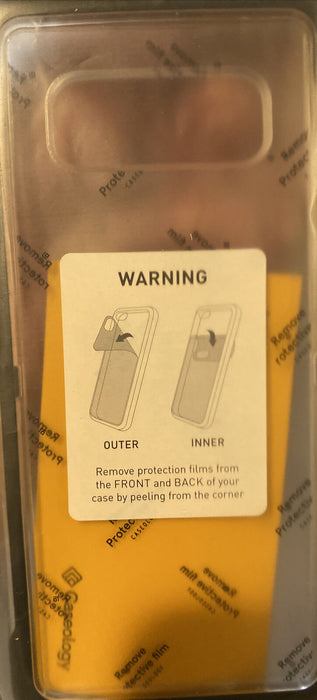 WARNING
OUTER
INNER
Remove protection films from
the FRONT and BACK of your
case by peeling from the corner
Remove
Protective film
CASEOLOGY
Caseology
Remove
Protective film